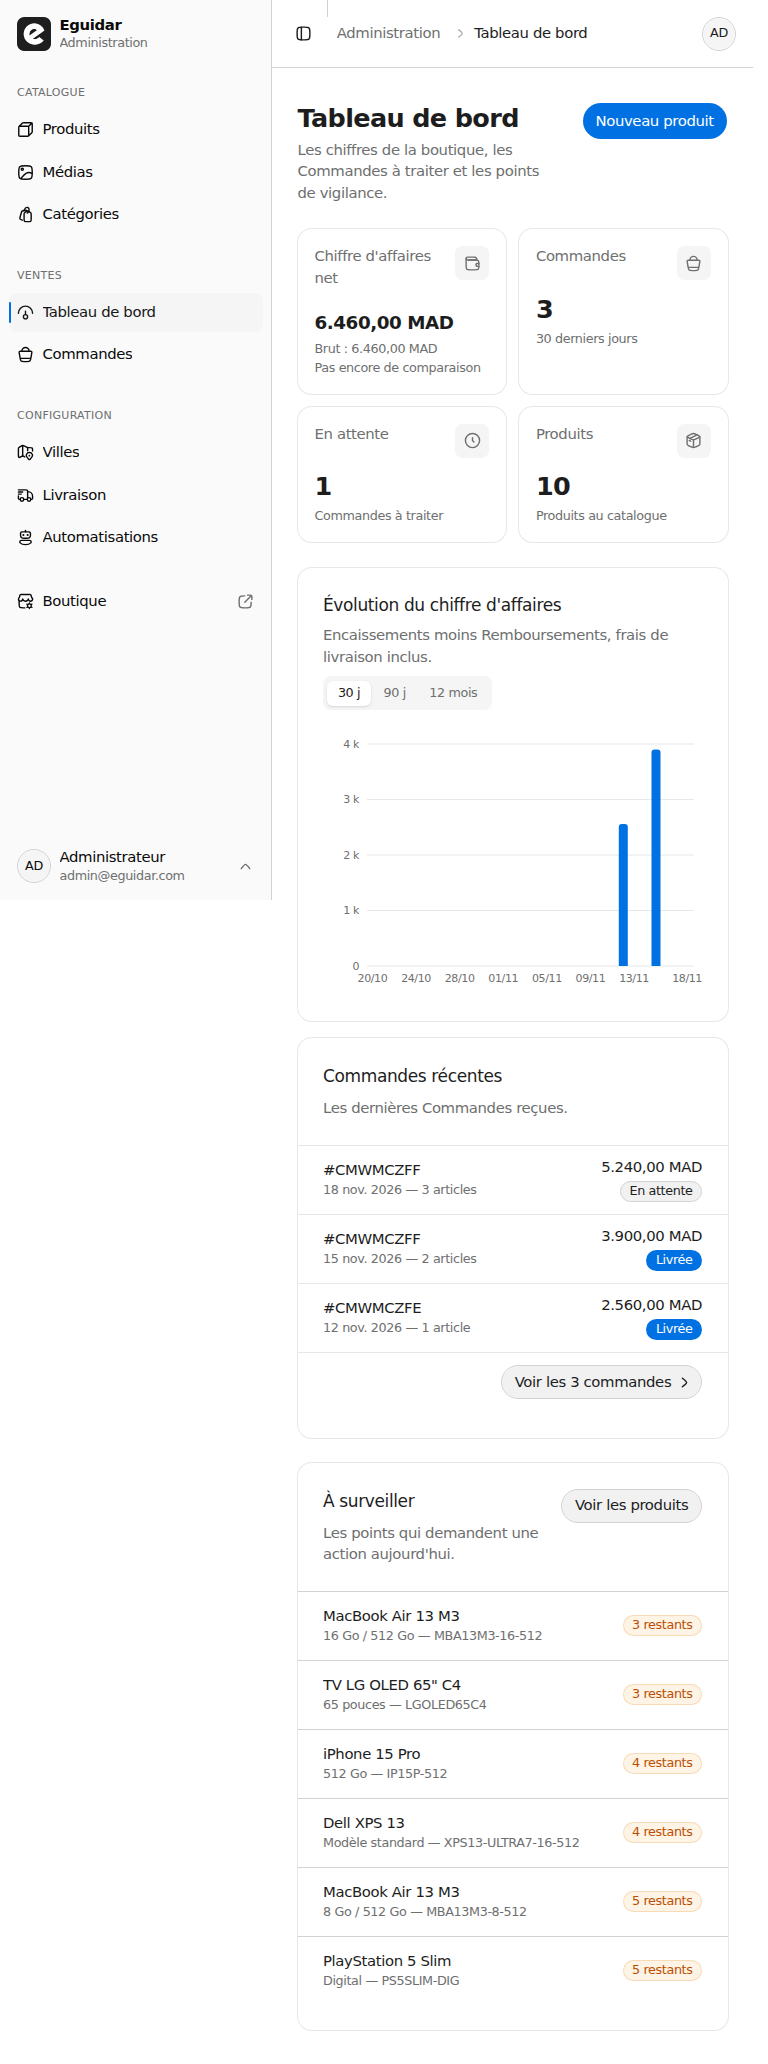 Eguidar
Administration
CATALOGUE
Produits
Médias
Catégories
VENTES
Tableau de bord
Commandes
CONFIGURATION
Villes
Livraison
Automatisations
Boutique
AD
Administrateur
admin@eguidar.com
Administration
Tableau de bord
AD
Tableau de bord
Nouveau produit
Les chiffres de la boutique, les
Commandes à traiter et les points
de vigilance.
Chiffre d'affaires
net
6.460,00 MAD
Brut : 6.460,00 MAD
Pas encore de comparaison
Commandes
3
30 derniers jours
En attente
1
Commandes à traiter
Produits
10
Produits au catalogue
Évolution du chiffre d'affaires
Encaissements moins Remboursements, frais de
livraison inclus.
30 j 90 j 12 mois
4 k
3 k
2 k
1 k
0
20/10 24/10 28/10 01/11 05/11 09/11 13/11 18/11
Commandes récentes
Les dernières Commandes reçues.
#CMWMCZFF
18 nov. 2026 — 3 articles
5.240,00 MAD
En attente
#CMWMCZFF
15 nov. 2026 — 2 articles
3.900,00 MAD
Livrée
#CMWMCZFE
12 nov. 2026 — 1 article
2.560,00 MAD
Livrée
Voir les 3 commandes
À surveiller
Voir les produits
Les points qui demandent une
action aujourd'hui.
MacBook Air 13 M3
16 Go / 512 Go — MBA13M3-16-512
3 restants
TV LG OLED 65" C4
65 pouces — LGOLED65C4
3 restants
iPhone 15 Pro
512 Go — IP15P-512
4 restants
Dell XPS 13
Modèle standard — XPS13-ULTRA7-16-512
4 restants
MacBook Air 13 M3
8 Go / 512 Go — MBA13M3-8-512
5 restants
PlayStation 5 Slim
Digital — PS5SLIM-DIG
5 restants